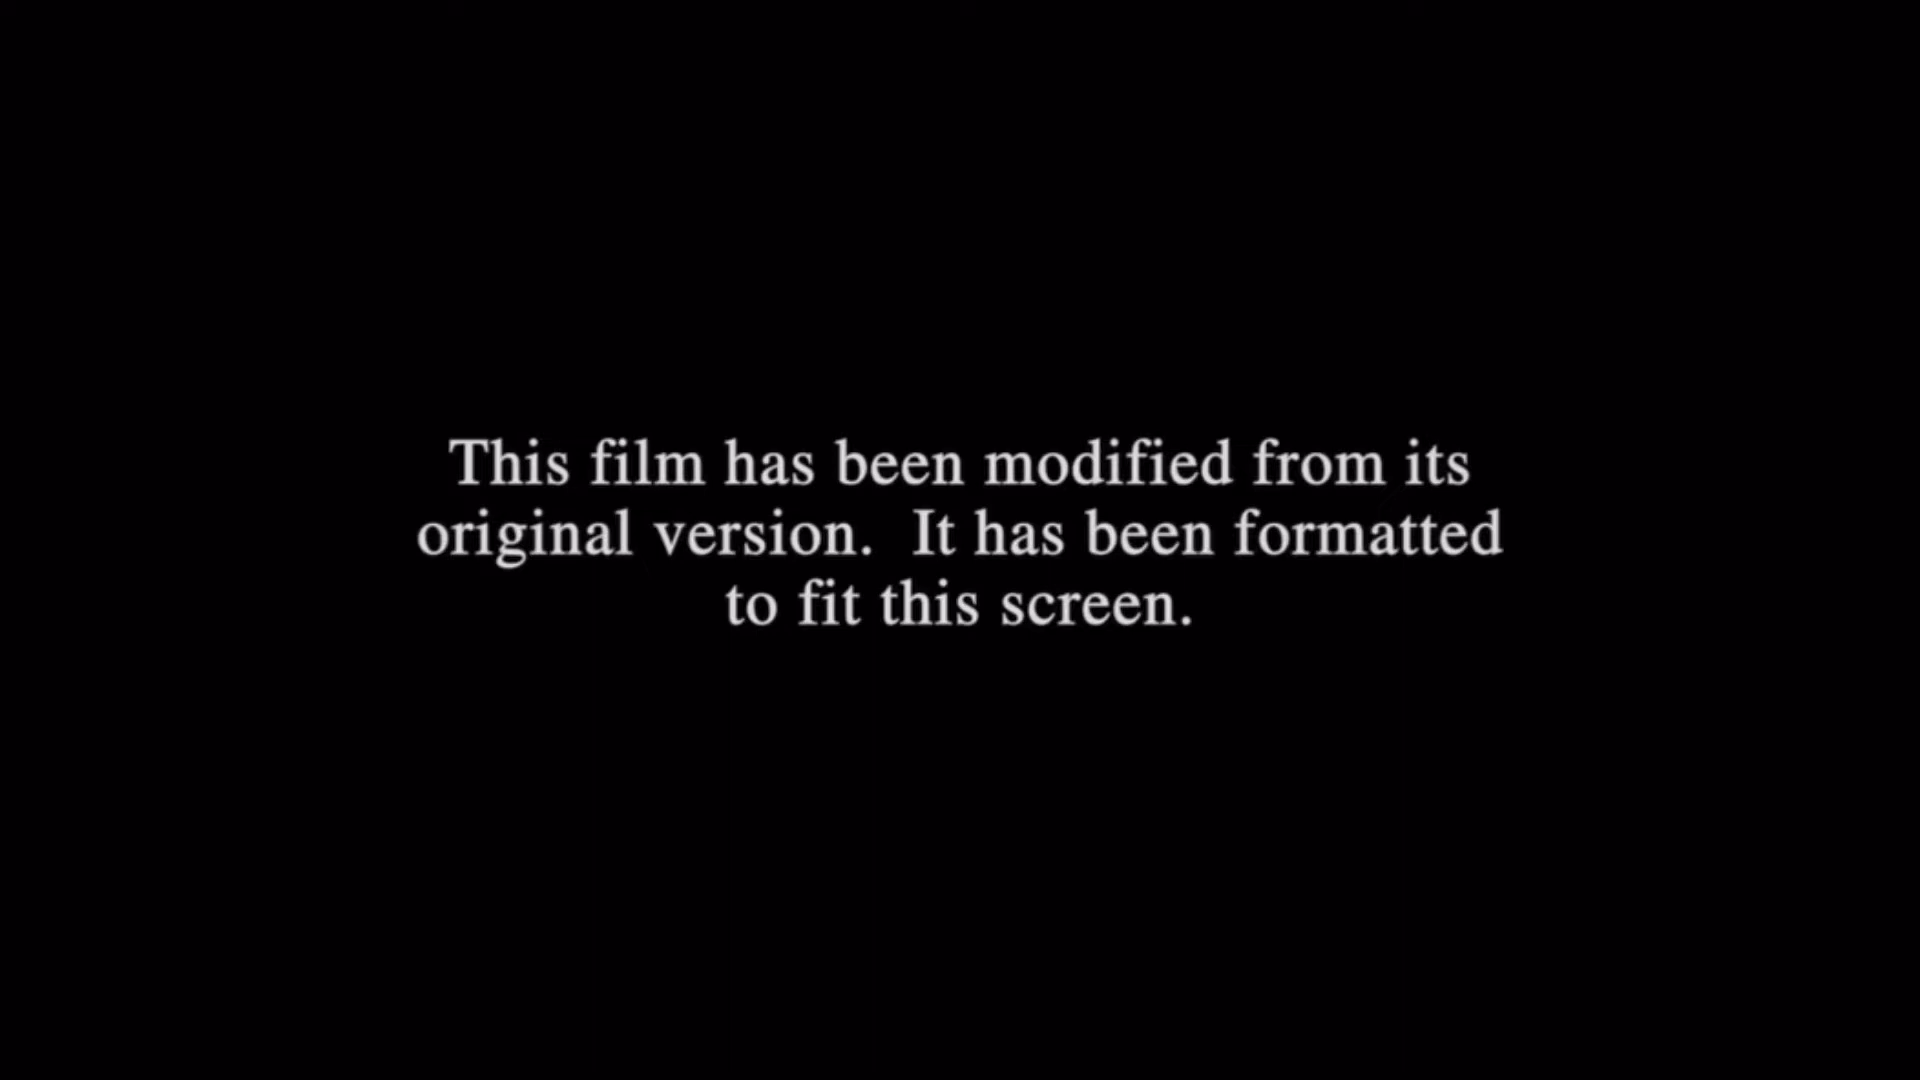 This film has been modified from its
original version.  It has been formatted
to fit this screen.